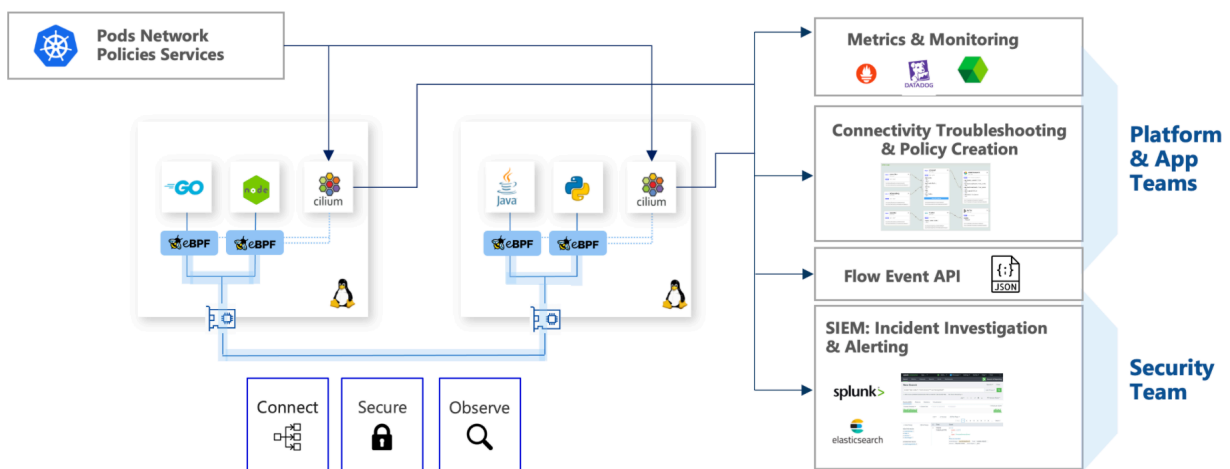 Pods Network
Policies Services
GO
node
cilium
eBPF
eBPF
Java
cilium
eBPF
eBPF
Connect
Secure
Observe
Metrics & Monitoring
DATADOG
Connectivity Troubleshooting
& Policy Creation
Flow Event API
{:}
JSON
SIEM: Incident Investigation
& Alerting
splunk>
elasticsearch
Platform
& App
Teams
Security
Team